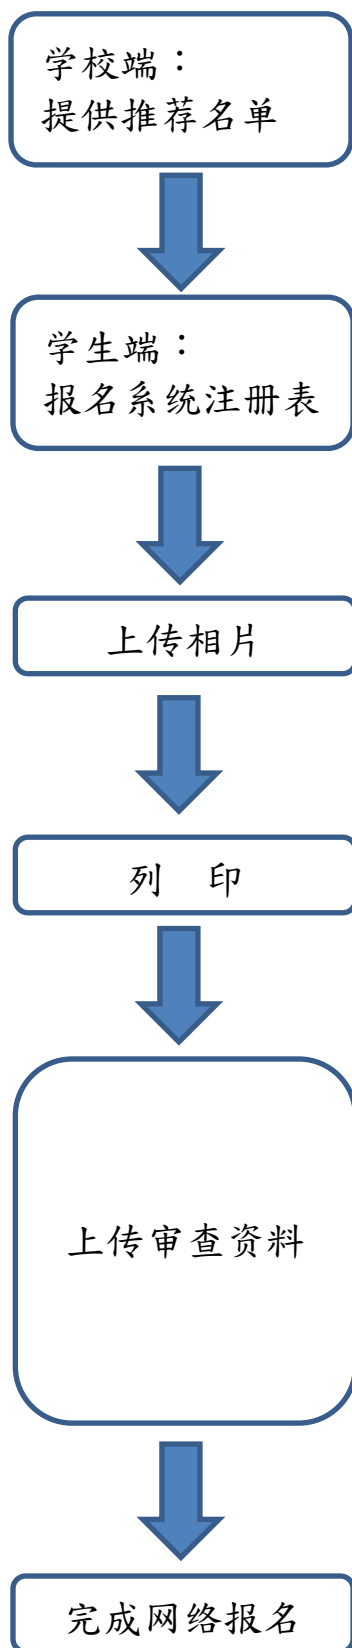 学校端：
提供推荐名单
学生端：
报名系统注册表
上传相片
列　印
上传审查资料
完成网络报名